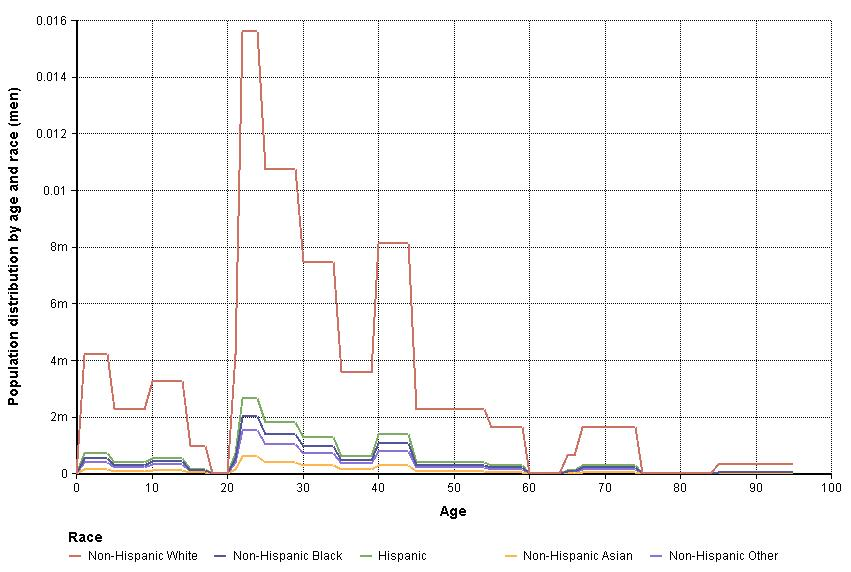 Population distribution by age and race (men)
0.016
0.014
0.012
0.01
8m
6m
4m
2m
0
0 10 20 30 40 50 60 70 80 90 100
Age
Race
Non-Hispanic White Non-Hispanic Black Hispanic Non-Hispanic Asian Non-Hispanic Other